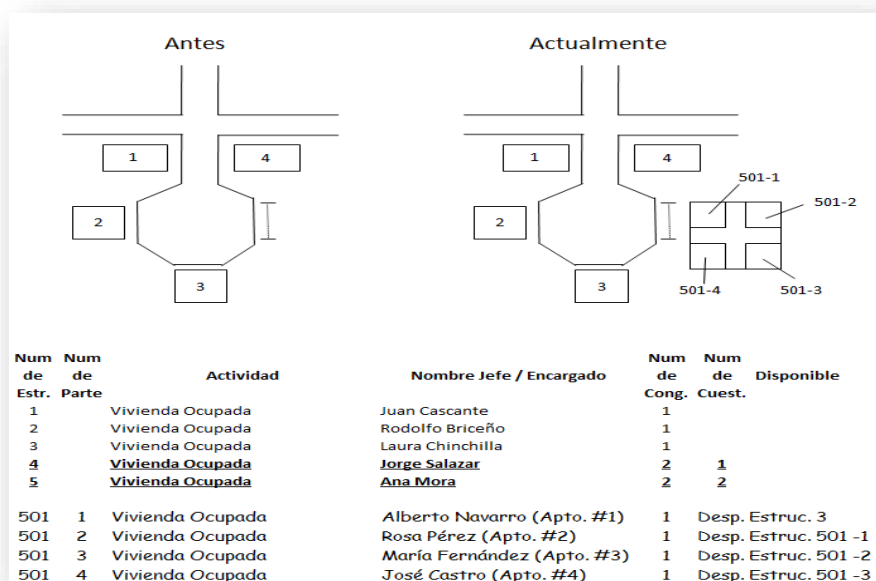 Antes
Actualmente
1
4
2
3
1
4
501-1
501-2
2
3
501-4
501-3
Num de Estr. Num de Parte Actividad Nombre Jefe / Encargado Num de Cong. Num de Cuest. Disponible
1 Vivienda Ocupada Juan Cascante 1
2 Vivienda Ocupada Rodolfo Briceño 1
3 Vivienda Ocupada Laura Chinchilla 1
4 Vivienda Ocupada Jorge Salazar 2 1
5 Vivienda Ocupada Ana Mora 2 2
501 1 Vivienda Ocupada Alberto Navarro (Apto. #1) 1 Desp. Estruc. 3
501 2 Vivienda Ocupada Rosa Pérez (Apto. #2) 1 Desp. Estruc. 501 -1
501 3 Vivienda Ocupada María Fernández (Apto. #3) 1 Desp. Estruc. 501 -2
501 4 Vivienda Ocupada José Castro (Apto. #4) 1 Desp. Estruc. 501 -3